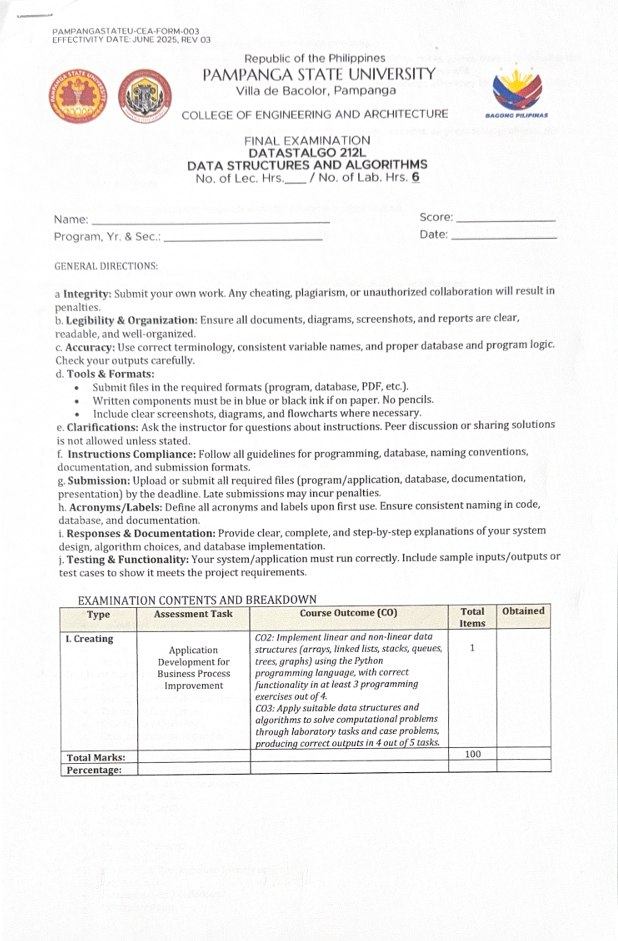 PAMPANGASTATEU-CEA-FORM-003
EFFECTIVITY DATE: JUNE 2025, REV 03
Republic of the Philippines
PAMPANGA STATE UNIVERSITY
Villa de Bacolor, Pampanga
COLLEGE OF ENGINEERING AND ARCHITECTURE
BAGONG PILIPINAS
FINAL EXAMINATION
DATASTALGO 212L
DATA STRUCTURES AND ALGORITHMS
No. of Lec. Hrs.___ / No. of Lab. Hrs. 6
Name: ____________ Score: ____________
Program, Yr. & Sec.: ____________ Date: ____________
GENERAL DIRECTIONS:
a Integrity: Submit your own work. Any cheating, plagiarism, or unauthorized collaboration will result in
penalties.
b. Legibility & Organization: Ensure all documents, diagrams, screenshots, and reports are clear,
readable, and well-organized.
c. Accuracy: Use correct terminology, consistent variable names, and proper database and program logic.
Check your outputs carefully.
d. Tools & Formats:
• Submit files in the required formats (program, database, PDF, etc.).
• Written components must be in blue or black ink if on paper. No pencils.
• Include clear screenshots, diagrams, and flowcharts where necessary.
e. Clarifications: Ask the instructor for questions about instructions. Peer discussion or sharing solutions
is not allowed unless stated.
f. Instructions Compliance: Follow all guidelines for programming, database, naming conventions,
documentation, and submission formats.
g. Submission: Upload or submit all required files (program/application, database, documentation,
presentation) by the deadline. Late submissions may incur penalties.
h. Acronyms/Labels: Define all acronyms and labels upon first use. Ensure consistent naming in code,
database, and documentation.
i. Responses & Documentation: Provide clear, complete, and step-by-step explanations of your system
design, algorithm choices, and database implementation.
j. Testing & Functionality: Your system/application must run correctly. Include sample inputs/outputs or
test cases to show it meets the project requirements.
EXAMINATION CONTENTS AND BREAKDOWN
Type Assessment Task Course Outcome (CO) Total Items Obtained
I. Creating
Application
Development for
Business Process
Improvement
CO2: Implement linear and non-linear data
structures (arrays, linked lists, stacks, queues,
trees, graphs) using the Python
programming language, with correct
functionality in at least 3 programming
exercises out of 4.
CO3: Apply suitable data structures and
algorithms to solve computational problems
through laboratory tasks and case problems,
producing correct outputs in 4 out of 5 tasks.
1
Total Marks: 100
Percentage: